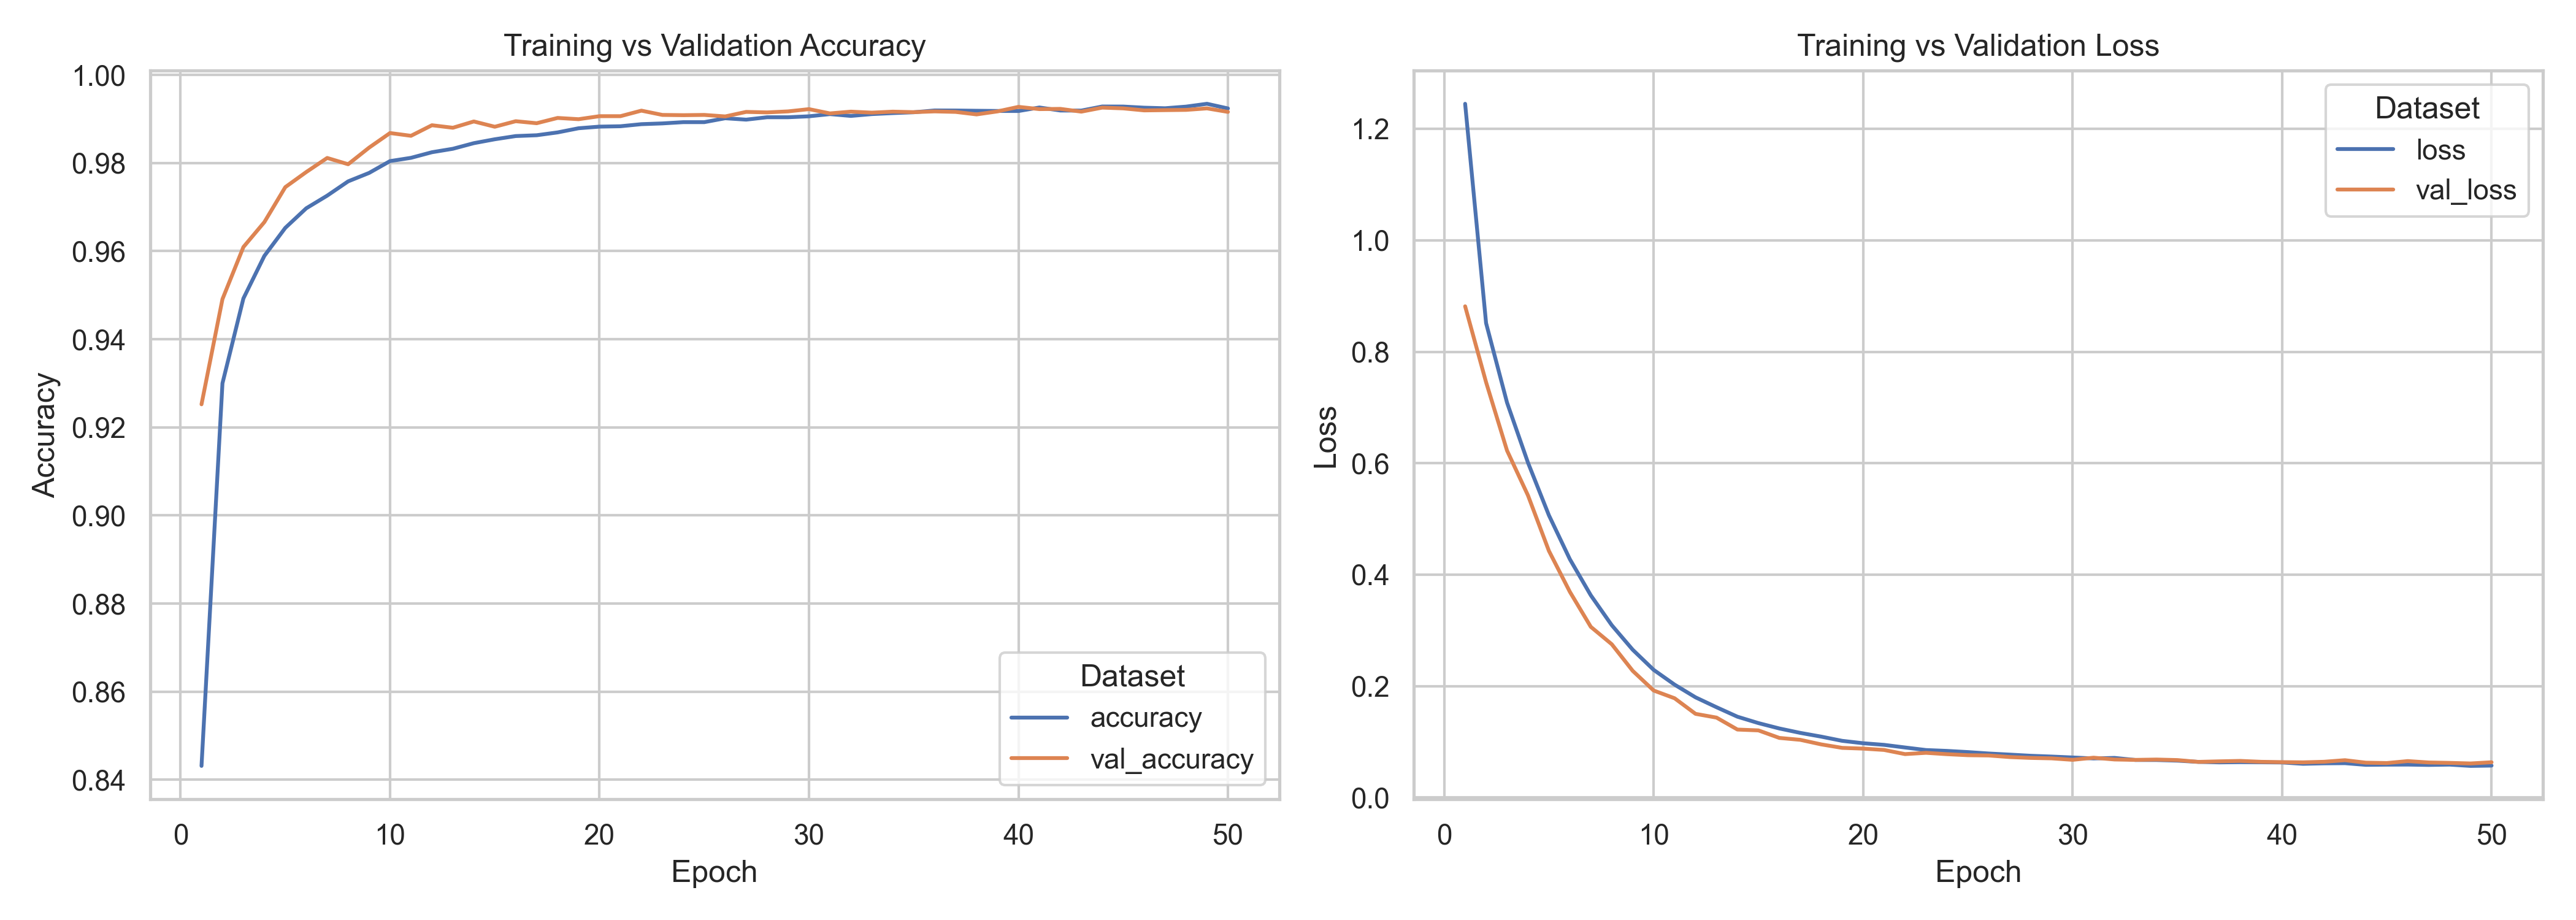 Training vs Validation Accuracy
1.00
0.98
0.96
0.94
0.92
0.90
0.88
0.86
0.84
Accuracy
0 10 20 30 40 50
Epoch
Dataset
accuracy
val_accuracy
Training vs Validation Loss
1.2
1.0
0.8
0.6
0.4
0.2
0.0
Loss
0 10 20 30 40 50
Epoch
Dataset
loss
val_loss